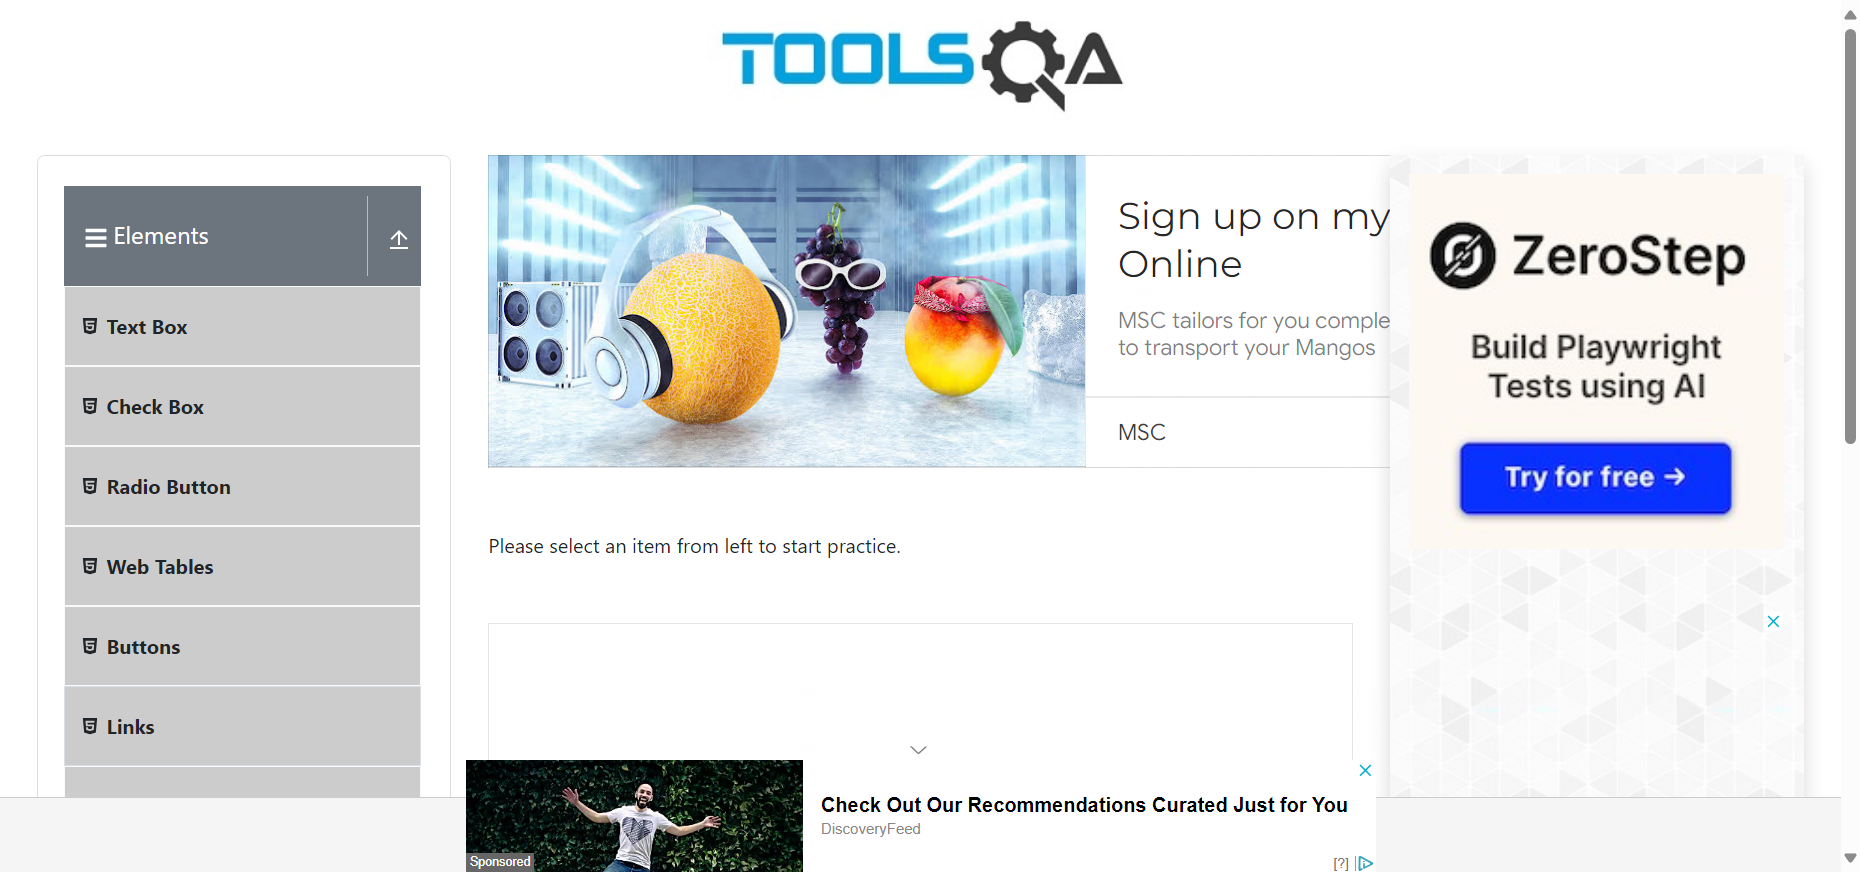 TOOLSQA
Elements
Text Box
Check Box
Radio Button
Web Tables
Buttons
Links
Sign up on my
Online
MSC tailors for you comple
to transport your Mangos
MSC
Please select an item from left to start practice.
ZeroStep
Build Playwright
Tests using AI
Try for free →
Check Out Our Recommendations Curated Just for You
DiscoveryFeed
Sponsored
[?]